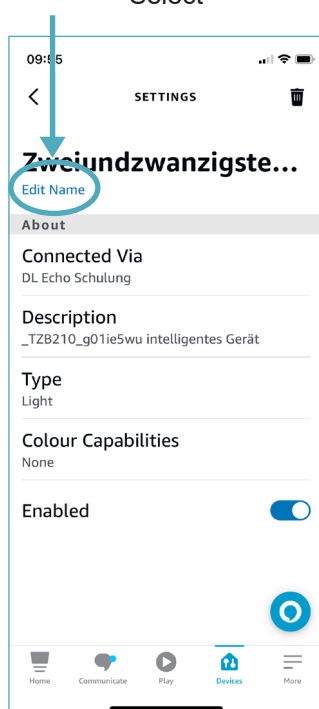 Select
09:55
SETTINGS
Zweiundzwanzigste...
Edit Name
About
Connected Via
DL Echo Schulung
Description
_TZB210_g01ie5wu intelligentes Gerät
Type
Light
Colour Capabilities
None
Enabled
Home Communicate Play Devices More